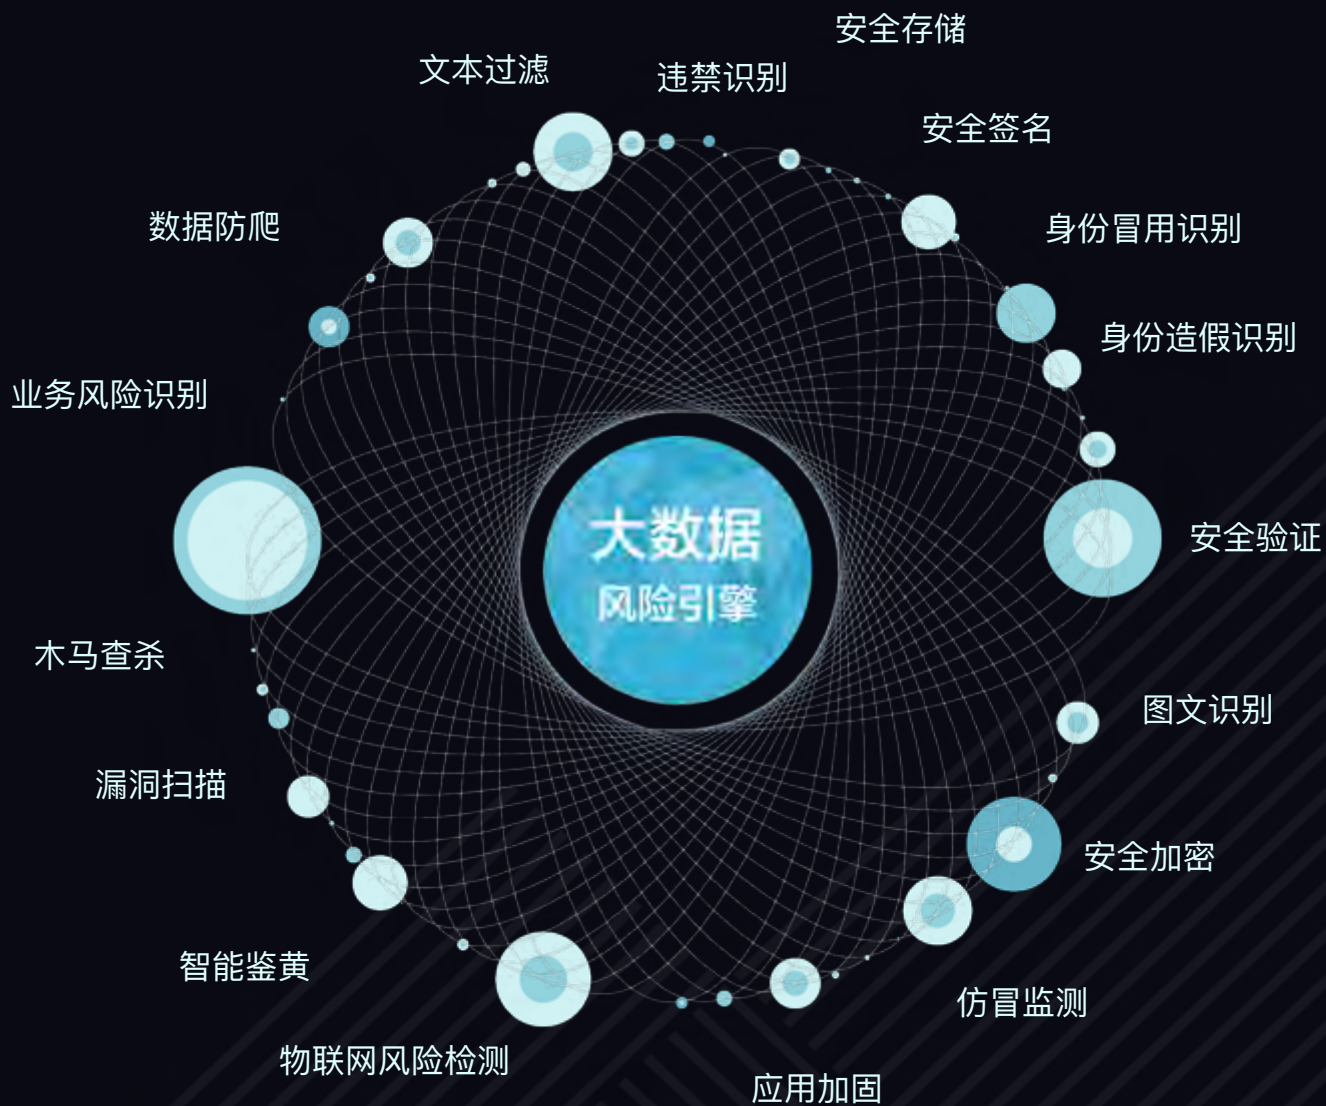 安全存储
文本过滤
违禁识别
安全签名
数据防爬
身份冒用识别
身份造假识别
业务风险识别
大数据
风险引擎
安全验证
木马查杀
图文识别
漏洞扫描
安全加密
智能鉴黄
仿冒监测
物联网风险检测
应用加固